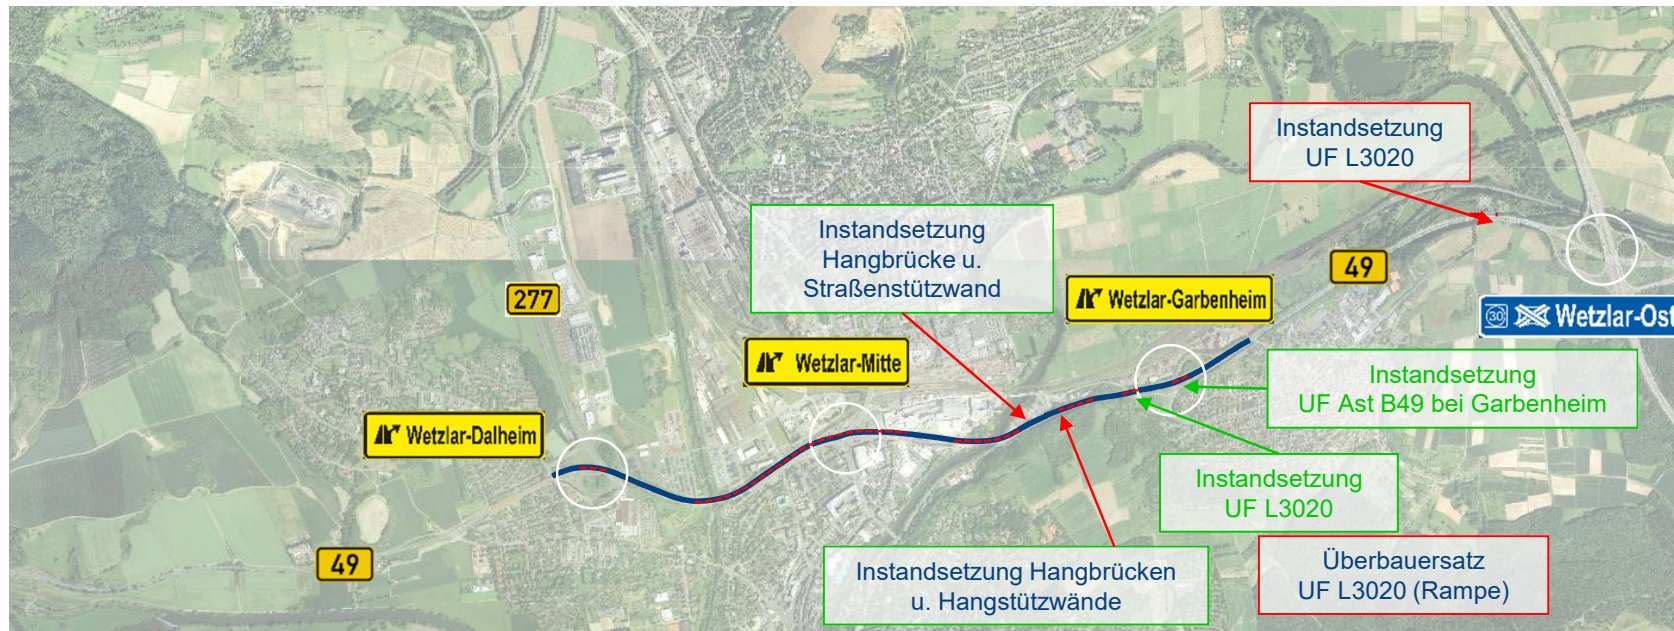 Instandsetzung
UF L3020
Instandsetzung
Hangbrücke u.
Straßenstützwand
49
277
Wetzlar-Garbenheim
30 Wetzlar-Ost
Wetzlar-Mitte
Instandsetzung
UF Ast B49 bei Garbenheim
Wetzlar-Dalheim
Instandsetzung
UF L3020
49
Instandsetzung Hangbrücken
u. Hangstützwände
Überbauersatz
UF L3020 (Rampe)